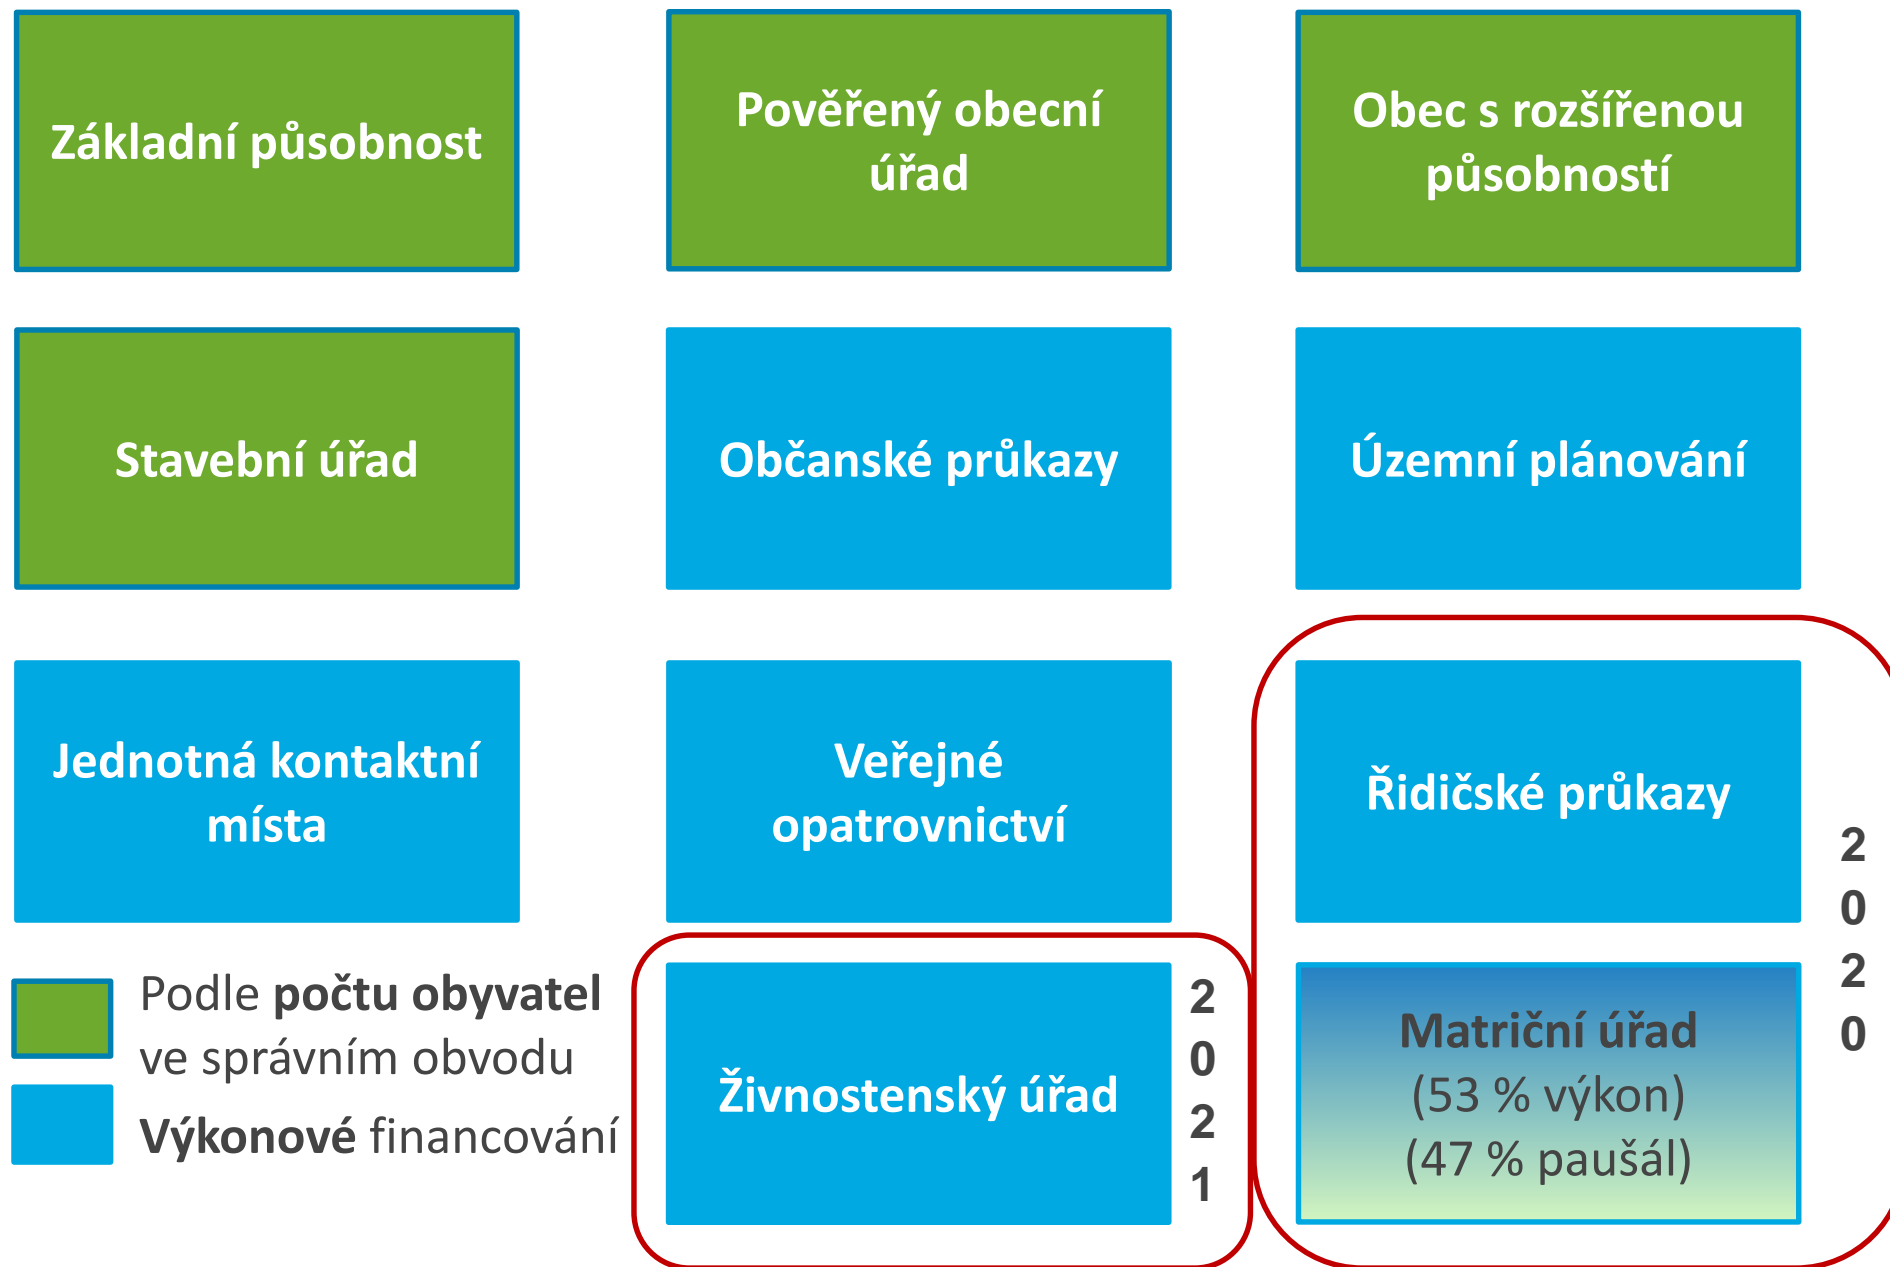 Základní působnost
Pověřený obecní
úřad
Obec s rozšířenou
působností
Stavební úřad
Občanské průkazy
Územní plánování
Jednotná kontaktní
místa
Veřejné
opatrovnictví
Řidičské průkazy
2
0
2
0
Podle počtu obyvatel
ve správním obvodu
Výkonové financování
Živnostenský úřad
2
0
2
1
Matriční úřad
(53 % výkon)
(47 % paušál)